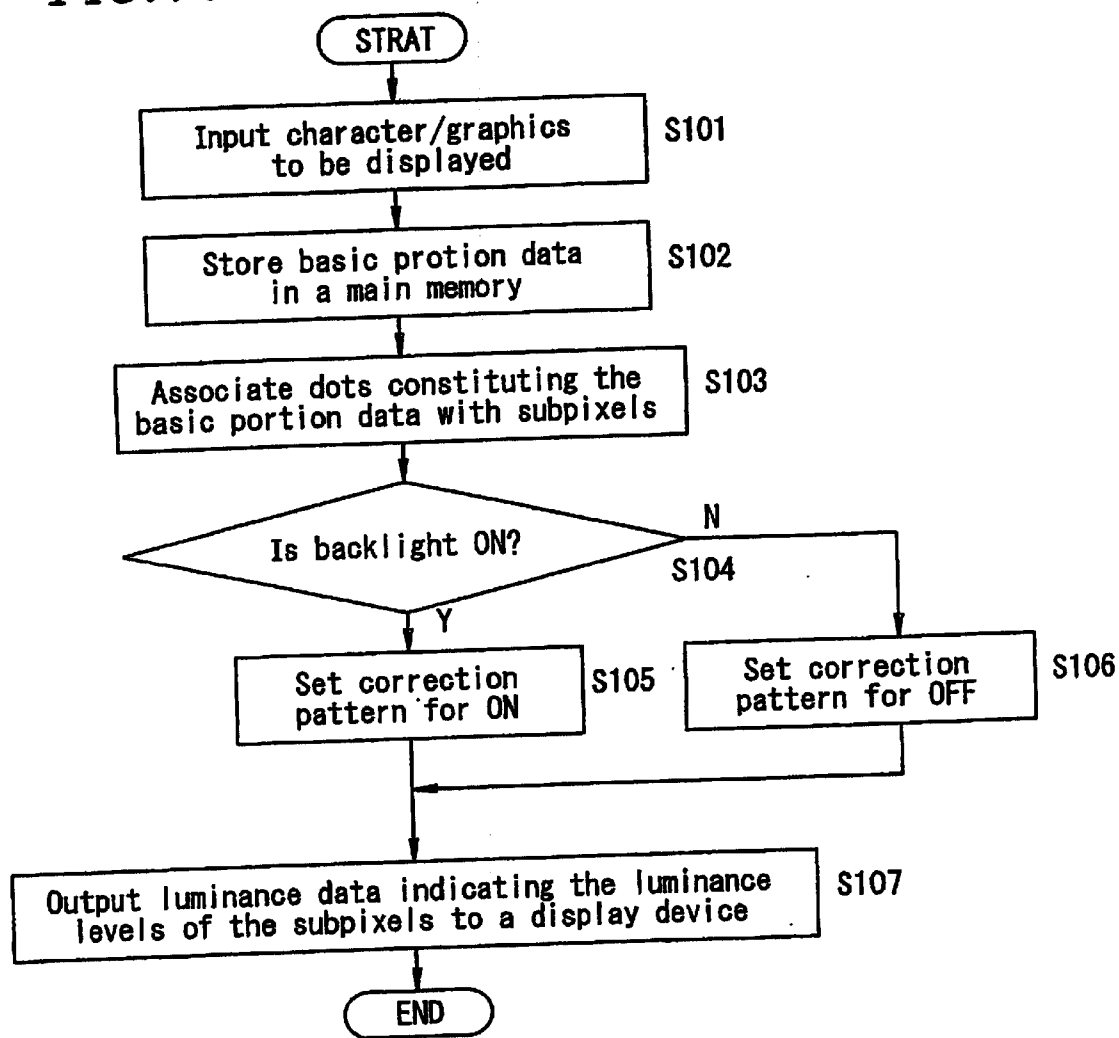 STRAT
Input character/graphics
to be displayed
S101
Store basic protion data
in a main memory
S102
Associate dots constituting the
basic portion data with subpixels
S103
Is backlight ON?
N
S104
Y
Set correction
pattern for ON
S105
Set correction
pattern for OFF
S106
Output luminance data indicating the luminance
levels of the subpixels to a display device
S107
END